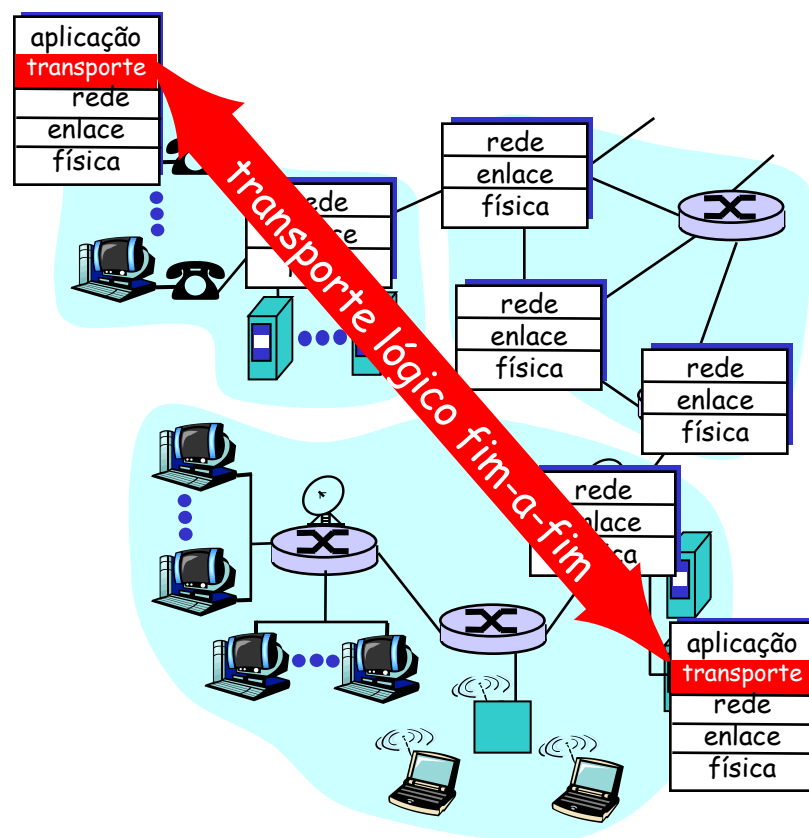 aplicação
transporte
rede
enlace
física
rede
enlace
física
transporte lógico fim-a-fim
rede
enlace
física
rede
enlace
física
rede
aplicação
transporte
rede
enlace
física